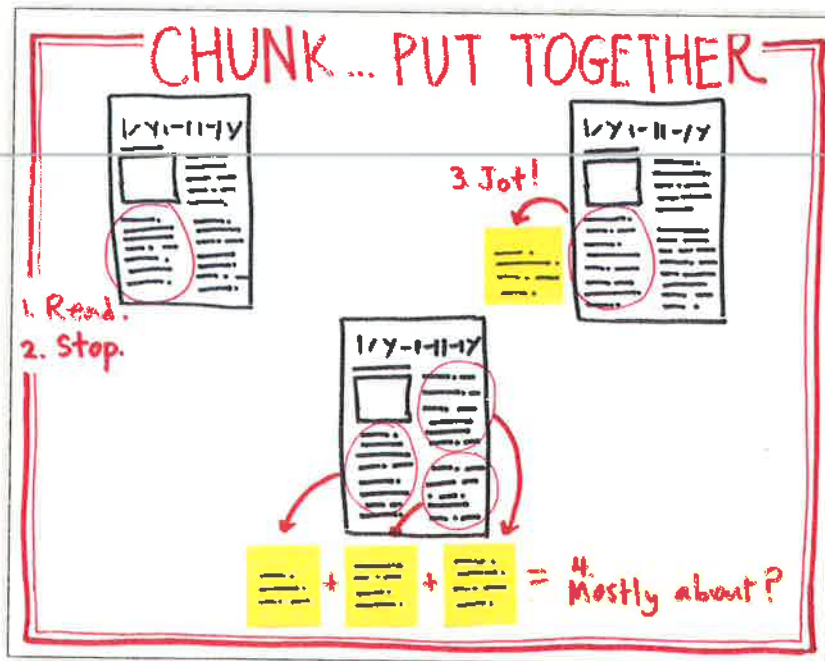 CHUNK... PUT TOGETHER
3. Jot!
1. Read.
2. Stop.
+ + = 4.
Mostly about?